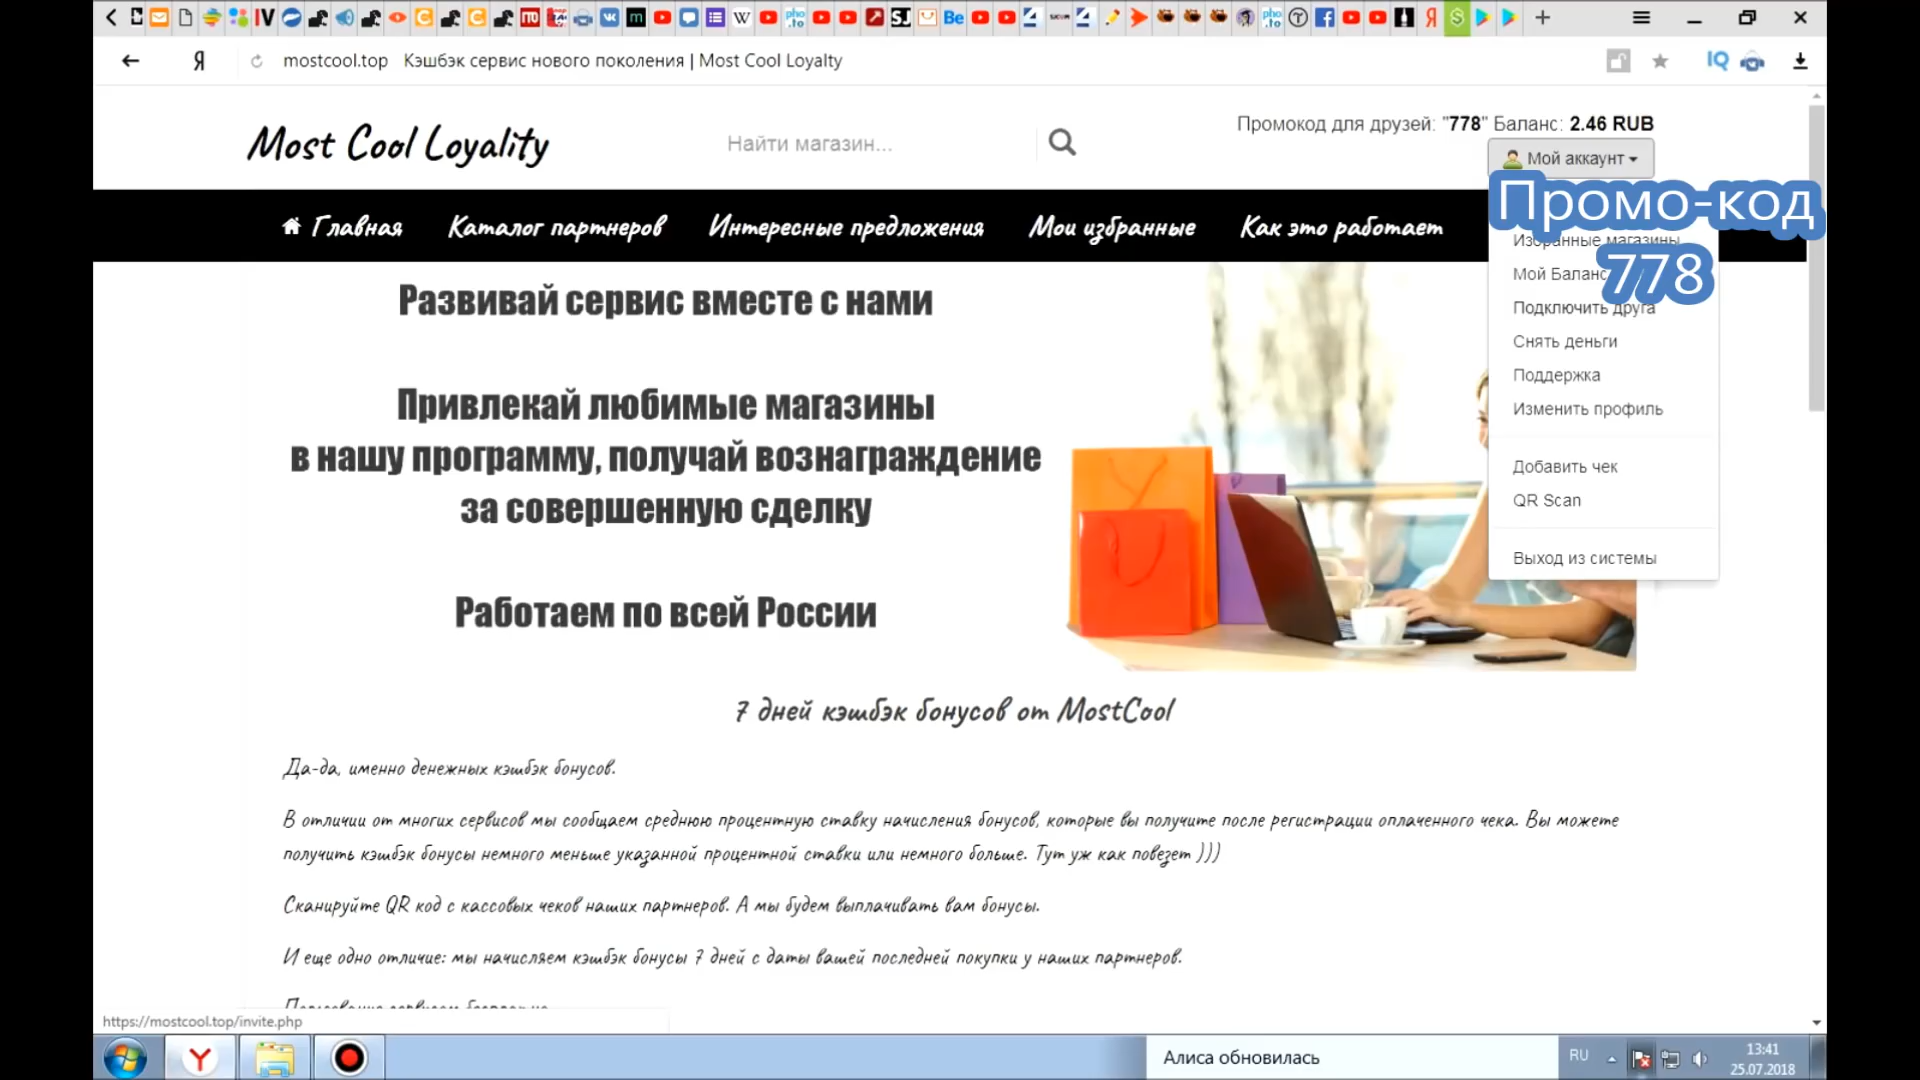 mostcool.top Кэшбэк сервис нового поколения | Most Cool Loyalty
Most Cool Loyality
Найти магазин...
Промокод для друзей: "778" Баланс: 2.46 RUB
Мой аккаунт
Промо-код
778
Главная Каталог партнеров Интересные предложения Мои избранные Как это работает
Избранные магазины
Мой Баланс
Подключить друга
Снять деньги
Поддержка
Изменить профиль
Добавить чек
QR Scan
Выход из системы
Развивай сервис вместе с нами
Привлекай любимые магазины
в нашу программу, получай вознаграждение
за совершенную сделку
Работаем по всей России
7 дней кэшбэк бонусов от MostCool
Да-да, именно денежных кэшбэк бонусов.
В отличии от многих сервисов мы сообщаем среднюю процентную ставку начисления бонусов, которые вы получите после регистрации оплаченного чека. Вы можете
получить кэшбэк бонусы немного меньше указанной процентной ставки или немного больше. Тут уж как повезет )))
Сканируйте QR код с кассовых чеков наших партнеров. А мы будем выплачивать вам бонусы.
И еще одно отличие: мы начисляем кэшбэк бонусы 7 дней с даты вашей последней покупки у наших партнеров.
https://mostcool.top/invite.php
Алиса обновилась
RU
13:41
25.07.2018